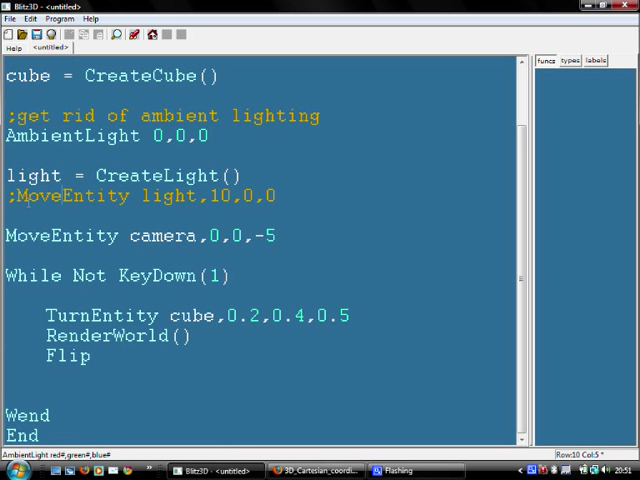 Blitz3D - <untitled>
File Edit Program Help
Help <untitled>
cube = CreateCube()
;get rid of ambient lighting
AmbientLight 0,0,0
light = CreateLight()
;MoveEntity light,10,0,0
MoveEntity camera,0,0,-5
While Not KeyDown(1)
TurnEntity cube,0.2,0.4,0.5
RenderWorld()
Flip
Wend
End
funcs types labels
AmbientLight red#,green#,blue#
Row:10 Col:5 *
Blitz3D - <untitled>
3D_Cartesian_coordi...
Flashing
20:51